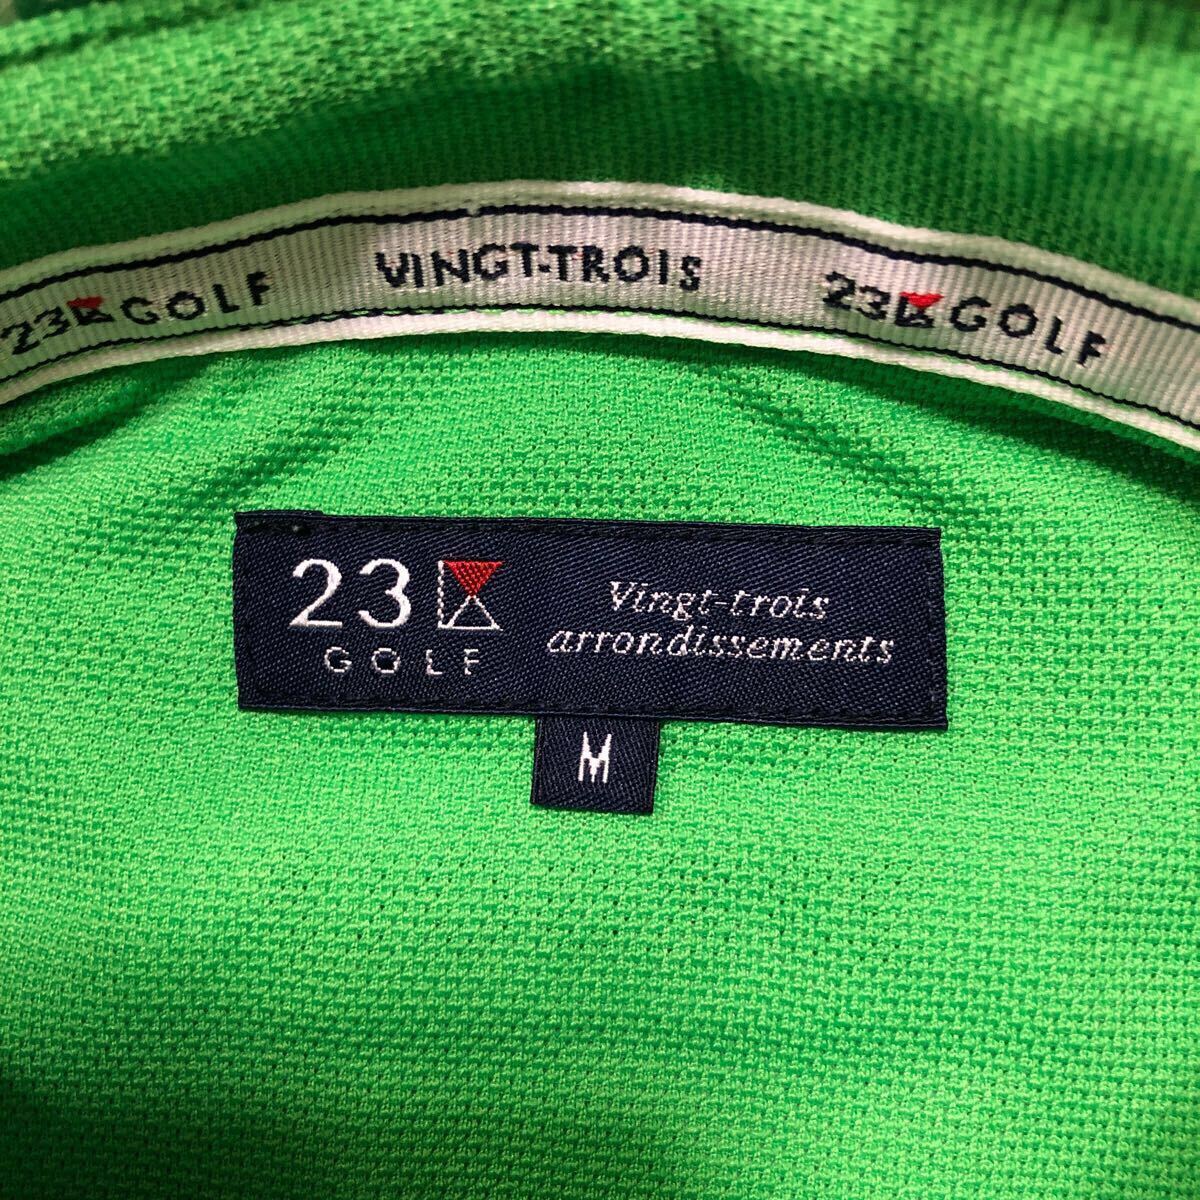 23 GOLF VINGT-TROIS 23 GOLF
23
GOLF
Vingt-trois
arrondissements
M